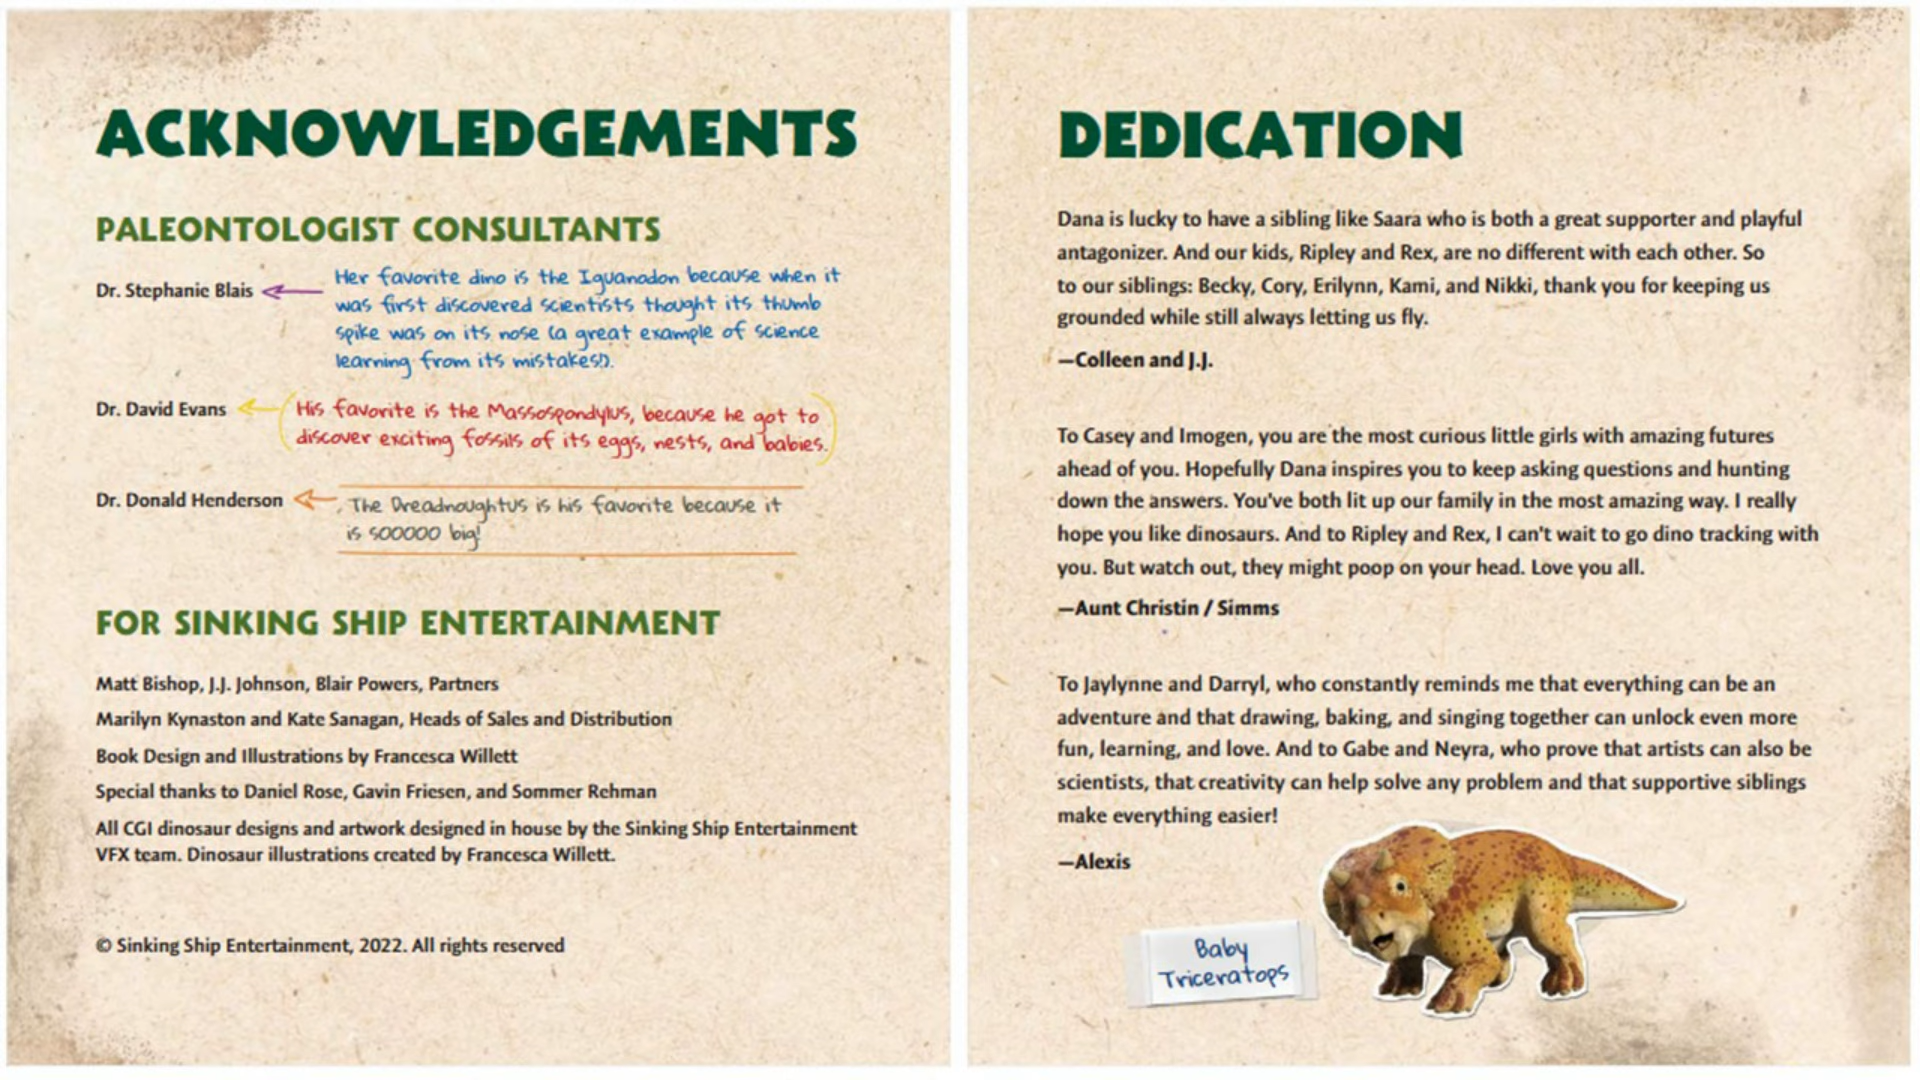 ACKNOWLEDGEMENTS
PALEONTOLOGIST CONSULTANTS
Dr. Stephanie Blais
Her favorite dino is the Iguanodon because when it
was first discovered scientists thought its thumb
spike was on its nose (a great example of science
learning from its mistakes!).
Dr. David Evans
His favorite is the Massospondylus, because he got to
discover exciting fossils of its eggs, nests, and babies.
Dr. Donald Henderson
The Dreadnoughtus is his favorite because it
is sooooo big!
FOR SINKING SHIP ENTERTAINMENT
Matt Bishop, J.J. Johnson, Blair Powers, Partners
Marilyn Kynaston and Kate Sanagan, Heads of Sales and Distribution
Book Design and Illustrations by Francesca Willett
Special thanks to Daniel Rose, Gavin Friesen, and Sommer Rehman
All CGI dinosaur designs and artwork designed in house by the Sinking Ship Entertainment
VFX team. Dinosaur illustrations created by Francesca Willett.
© Sinking Ship Entertainment, 2022. All rights reserved
DEDICATION
Dana is lucky to have a sibling like Saara who is both a great supporter and playful
antagonizer. And our kids, Ripley and Rex, are no different with each other. So
to our siblings: Becky, Cory, Erilynn, Kami, and Nikki, thank you for keeping us
grounded while still always letting us fly.
—Colleen and J.J.
To Casey and Imogen, you are the most curious little girls with amazing futures
ahead of you. Hopefully Dana inspires you to keep asking questions and hunting
down the answers. You've both lit up our family in the most amazing way. I really
hope you like dinosaurs. And to Ripley and Rex, I can't wait to go dino tracking with
you. But watch out, they might poop on your head. Love you all.
—Aunt Christin / Simms
To Jaylynne and Darryl, who constantly reminds me that everything can be an
adventure and that drawing, baking, and singing together can unlock even more
fun, learning, and love. And to Gabe and Neyra, who prove that artists can also be
scientists, that creativity can help solve any problem and that supportive siblings
make everything easier!
—Alexis
Baby
Triceratops